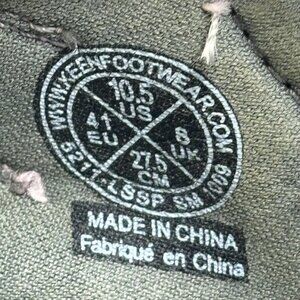 WWW.KEENFOOTWEAR.COM
10.5
US
41
EU
8
UK
27.5
CM
5271 LSSP SM 1009
MADE IN CHINA
Fabriqué en China